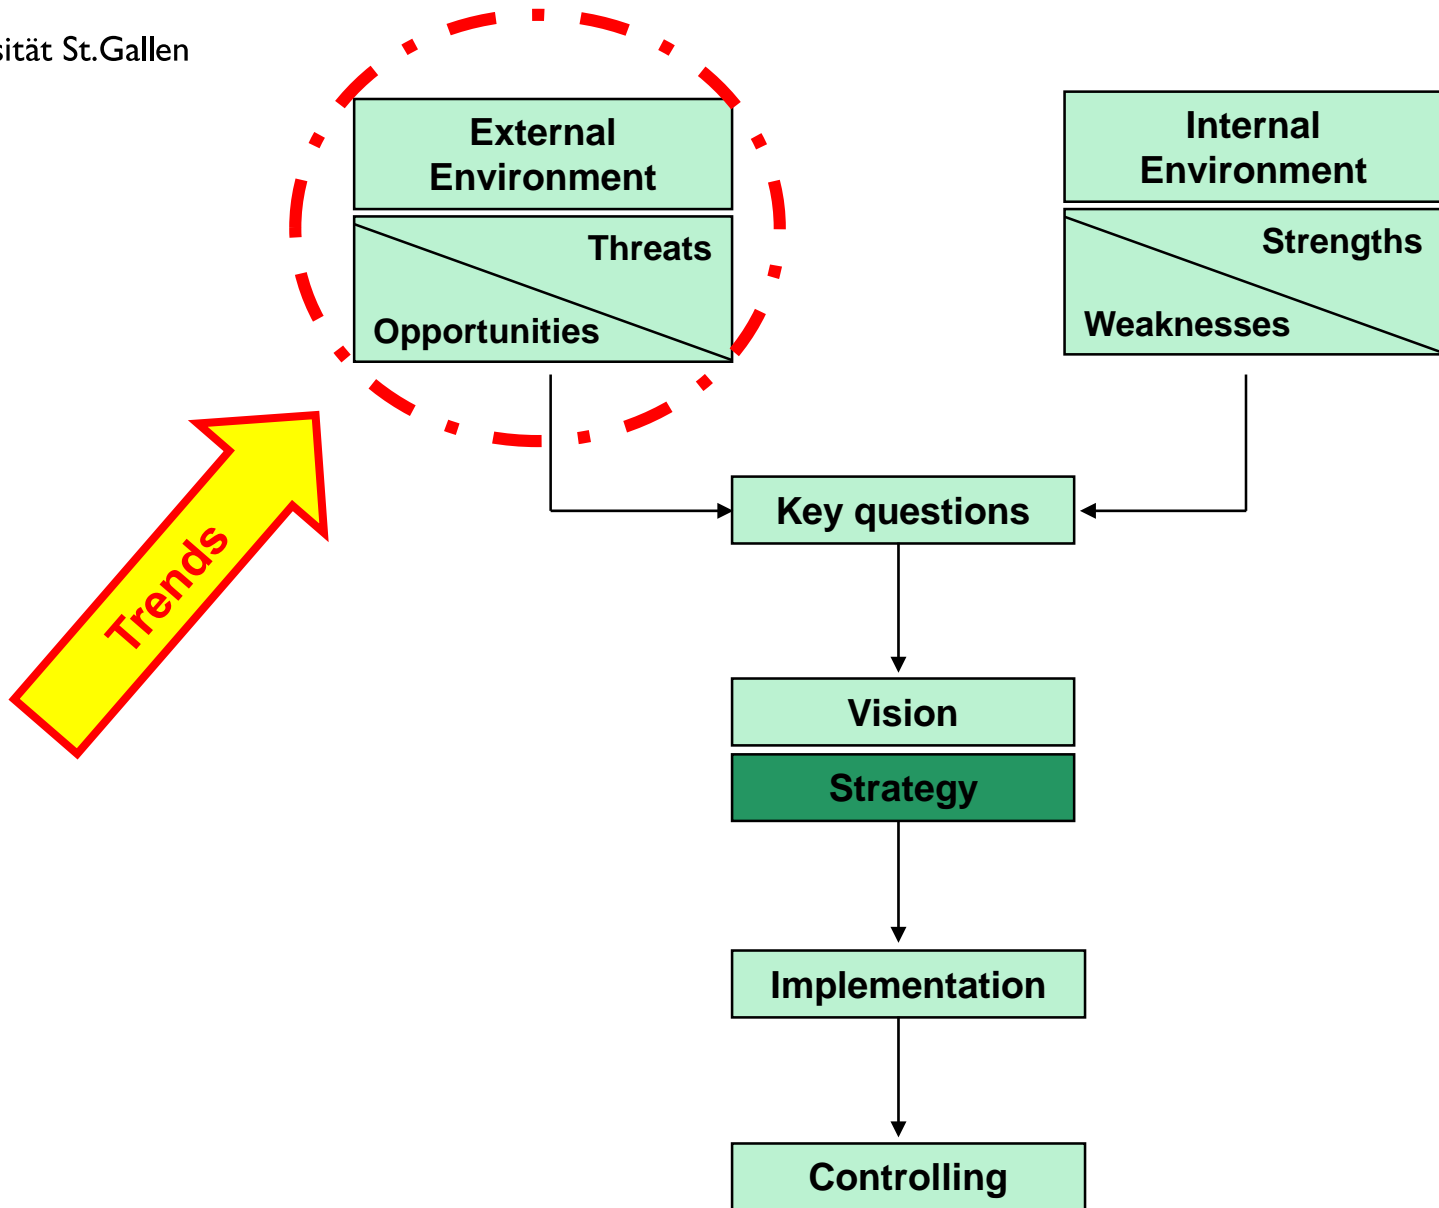 sität St.Gallen
External
Environment
Threats
Opportunities
Internal
Environment
Strengths
Weaknesses
Trends
Key questions
Vision
Strategy
Implementation
Controlling